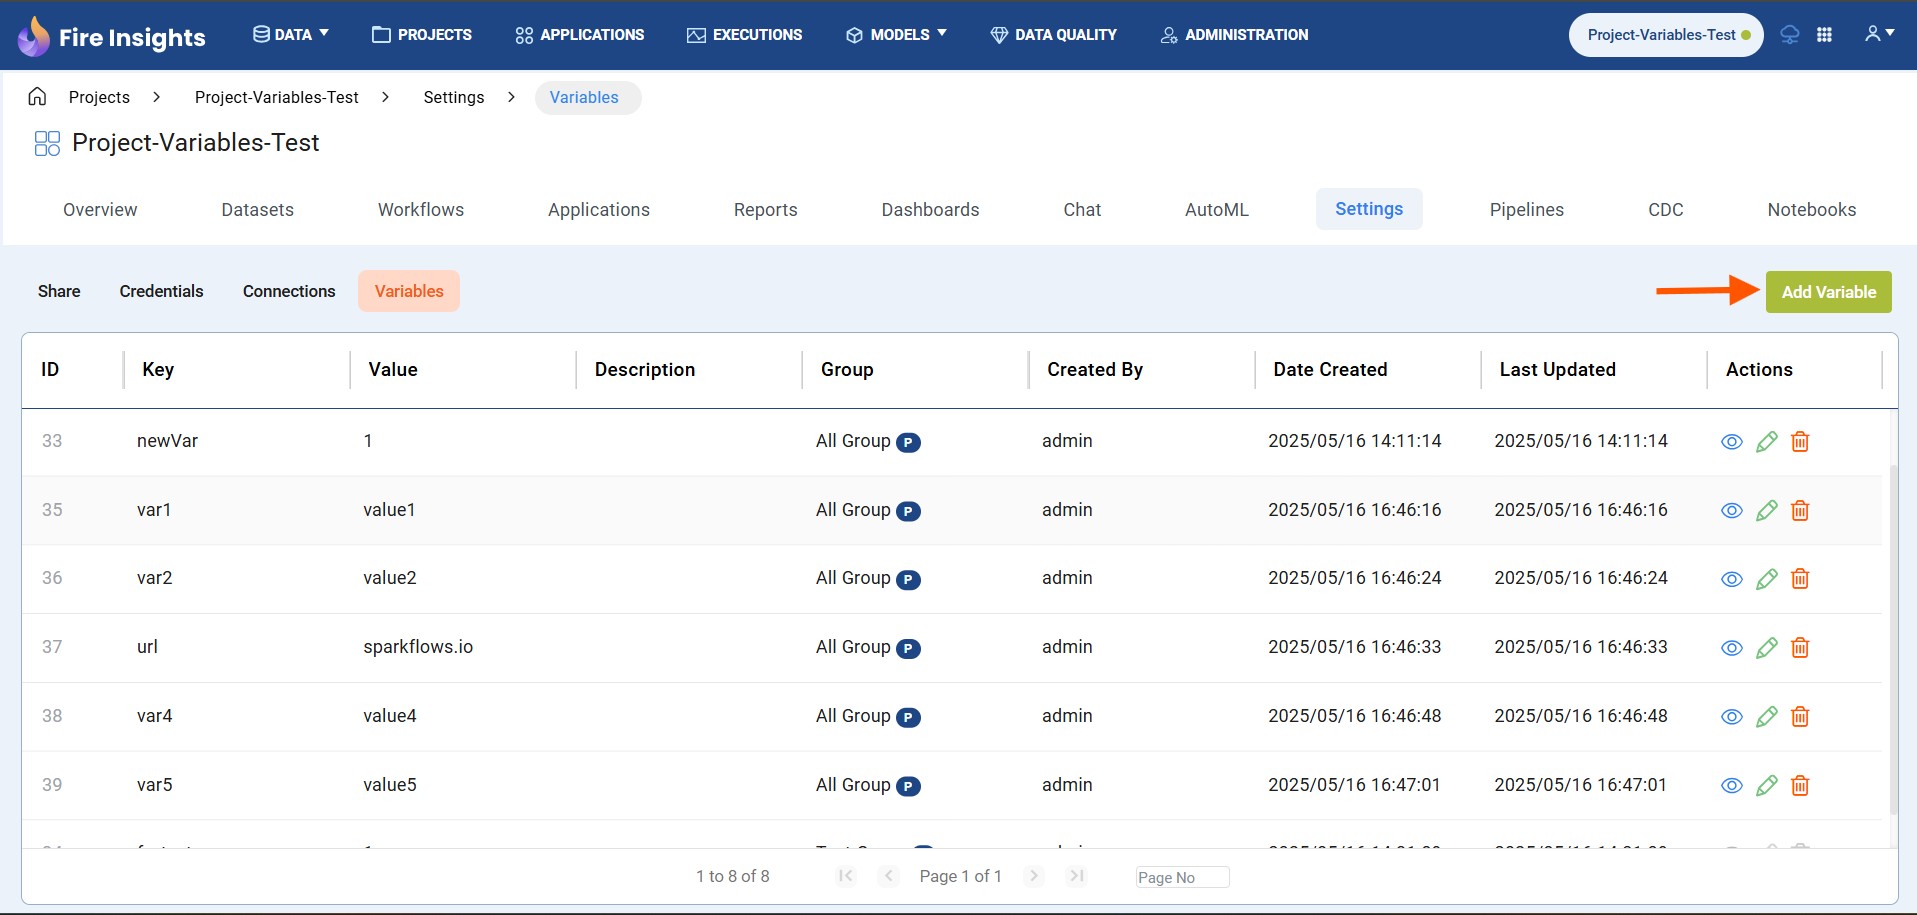 Fire Insights DATA PROJECTS APPLICATIONS EXECUTIONS MODELS DATA QUALITY ADMINISTRATION Project-Variables-Test
Projects > Project-Variables-Test > Settings > Variables
Project-Variables-Test
Overview Datasets Workflows Applications Reports Dashboards Chat AutoML Settings Pipelines CDC Notebooks
Share Credentials Connections Variables Add Variable
ID Key Value Description Group Created By Date Created Last Updated Actions
33 newVar 1 All Group P admin 2025/05/16 14:11:14 2025/05/16 14:11:14
35 var1 value1 All Group P admin 2025/05/16 16:46:16 2025/05/16 16:46:16
36 var2 value2 All Group P admin 2025/05/16 16:46:24 2025/05/16 16:46:24
37 url sparkflows.io All Group P admin 2025/05/16 16:46:33 2025/05/16 16:46:33
38 var4 value4 All Group P admin 2025/05/16 16:46:48 2025/05/16 16:46:48
39 var5 value5 All Group P admin 2025/05/16 16:47:01 2025/05/16 16:47:01
1 to 8 of 8 Page 1 of 1 Page No